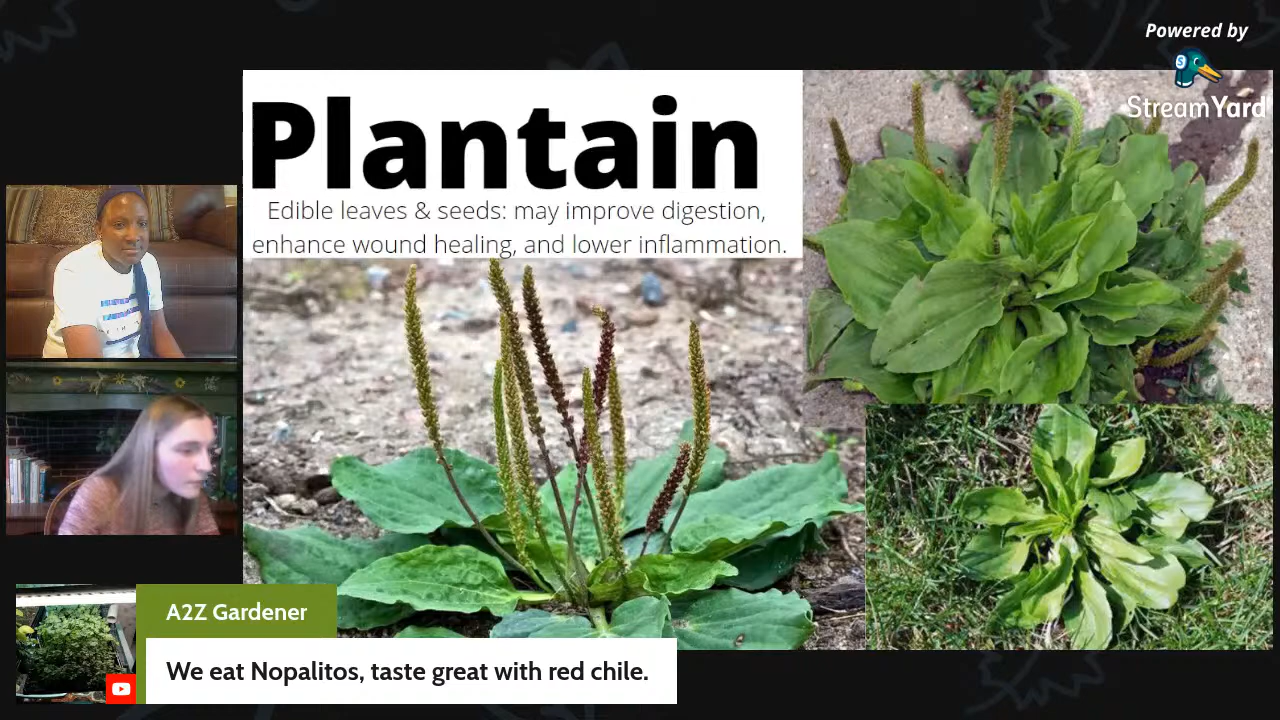 Powered by
StreamYard
Plantain
Edible leaves & seeds: may improve digestion,
enhance wound healing, and lower inflammation.
A2Z Gardener
We eat Nopalitos, taste great with red chile.